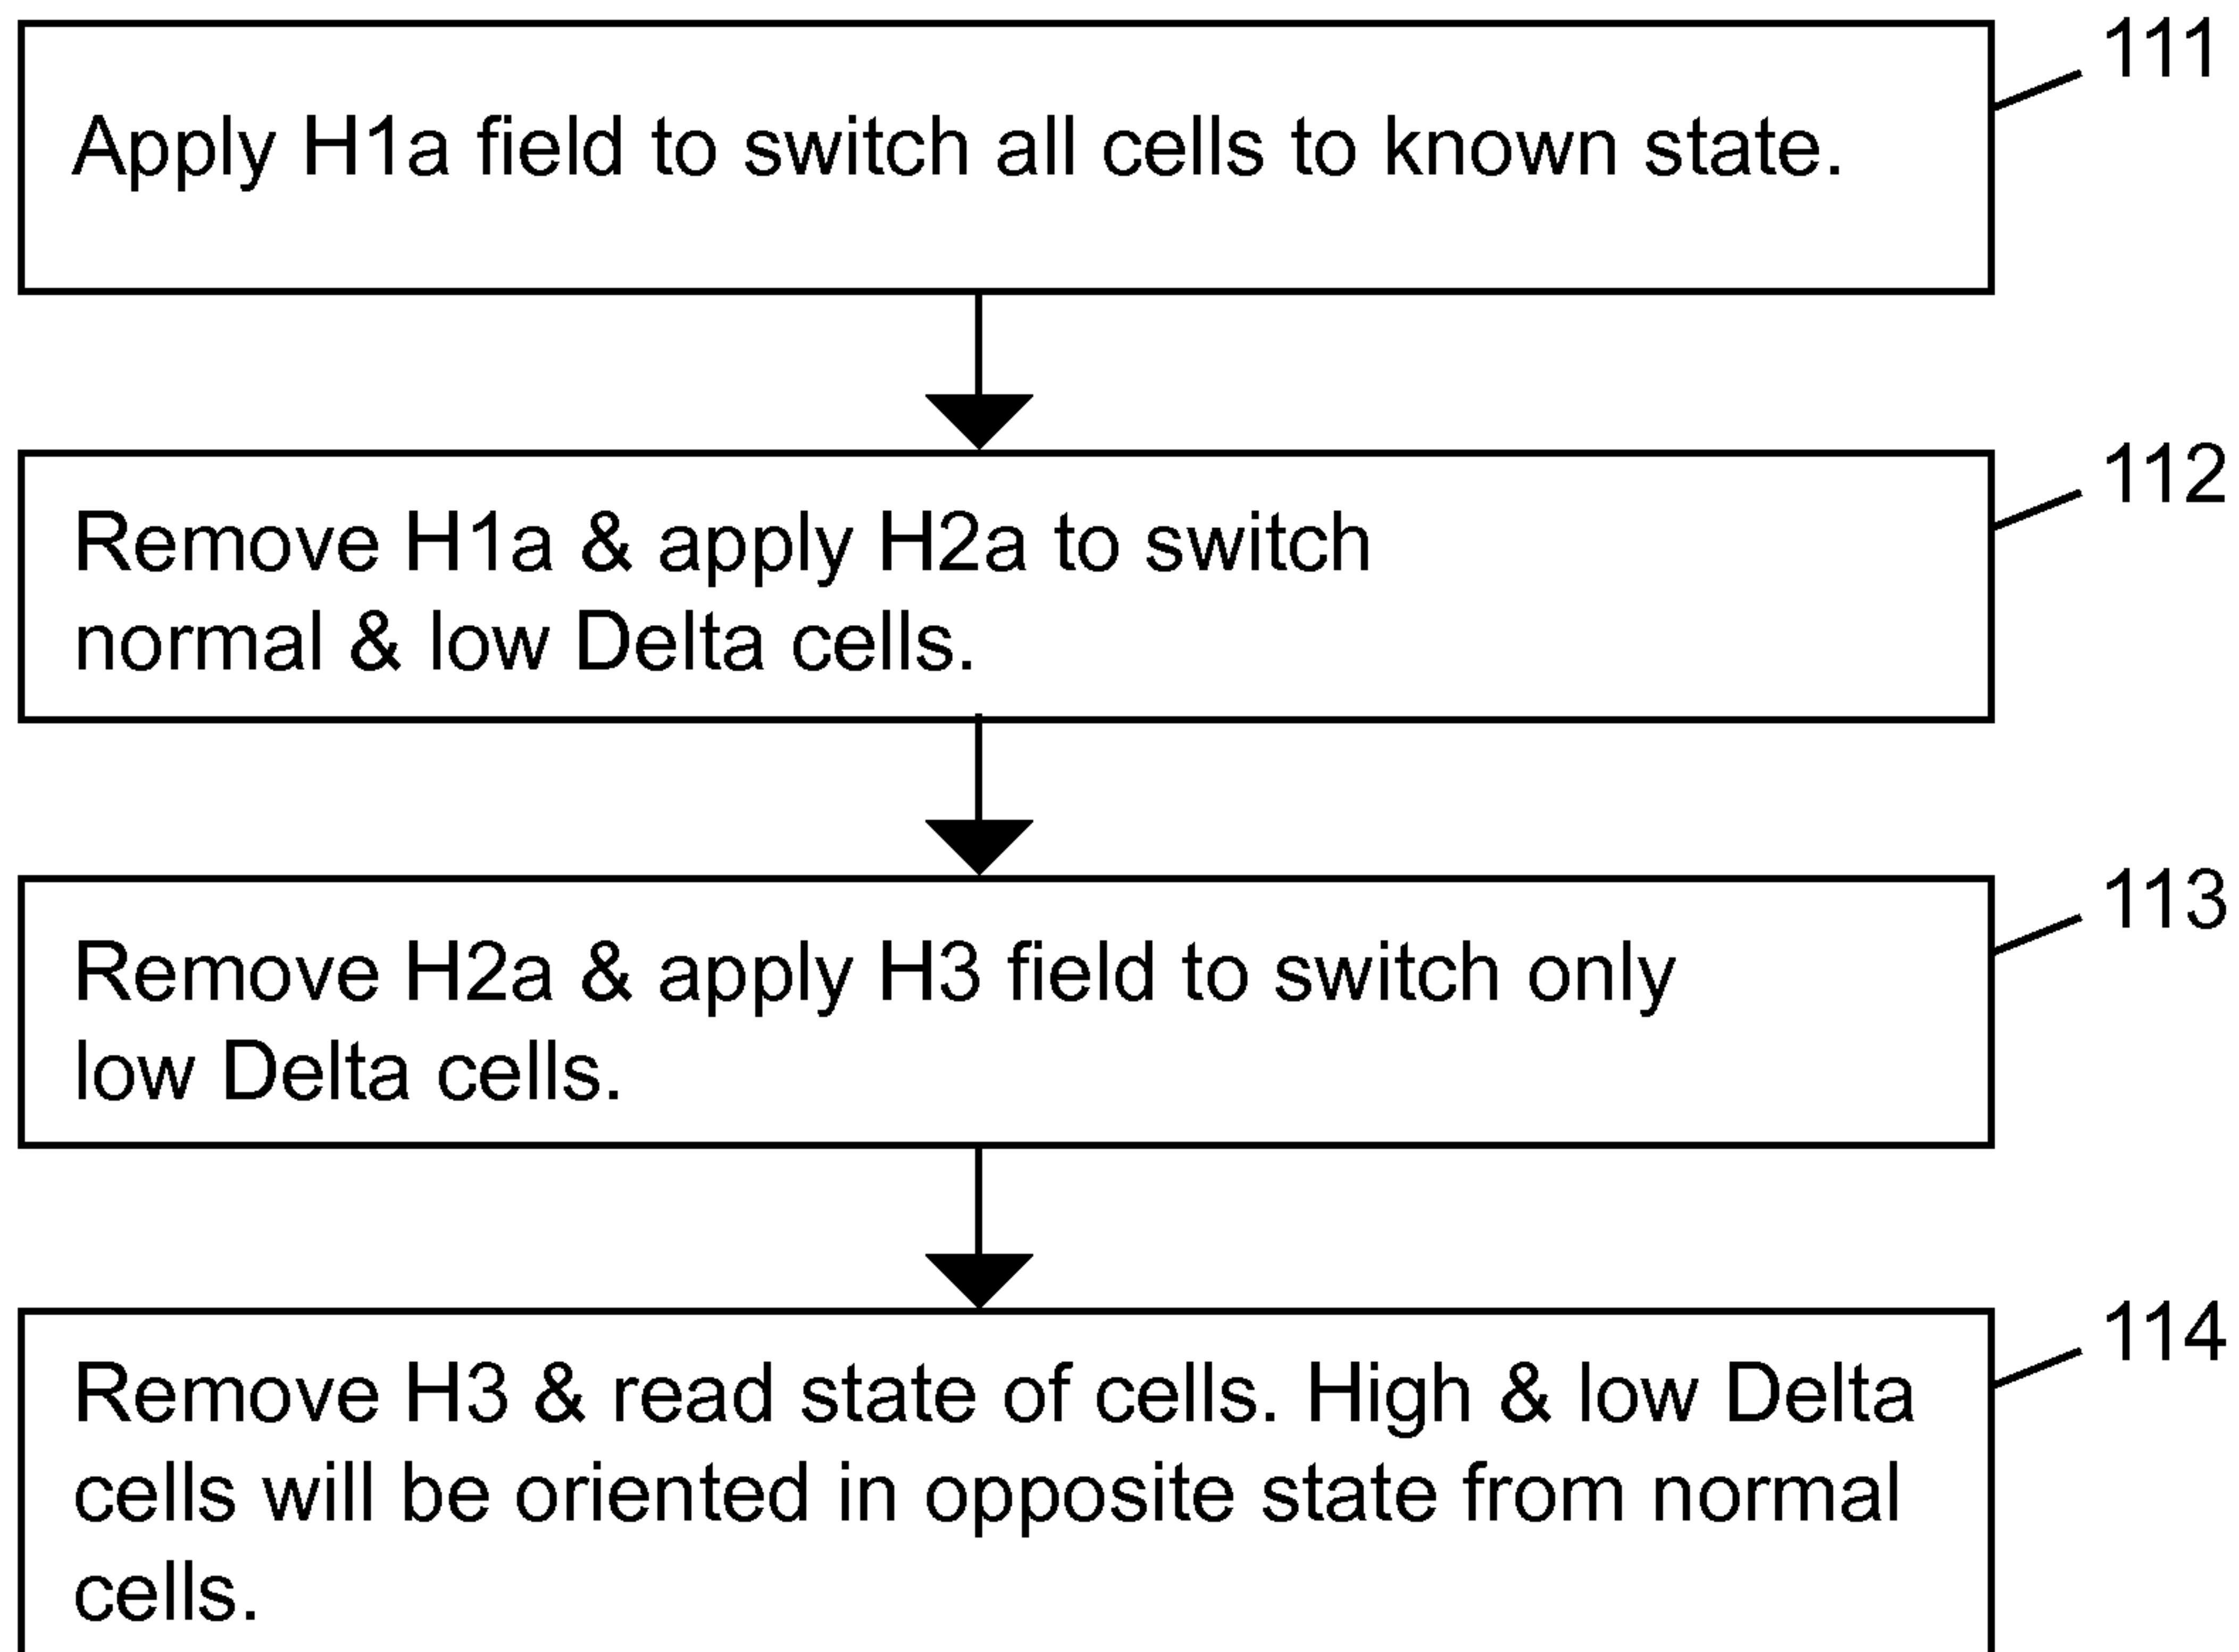 111
Apply H1a field to switch all cells to known state.
112
Remove H1a & apply H2a to switch
normal & low Delta cells.
113
Remove H2a & apply H3 field to switch only
low Delta cells.
114
Remove H3 & read state of cells. High & low Delta
cells will be oriented in opposite state from normal
cells.